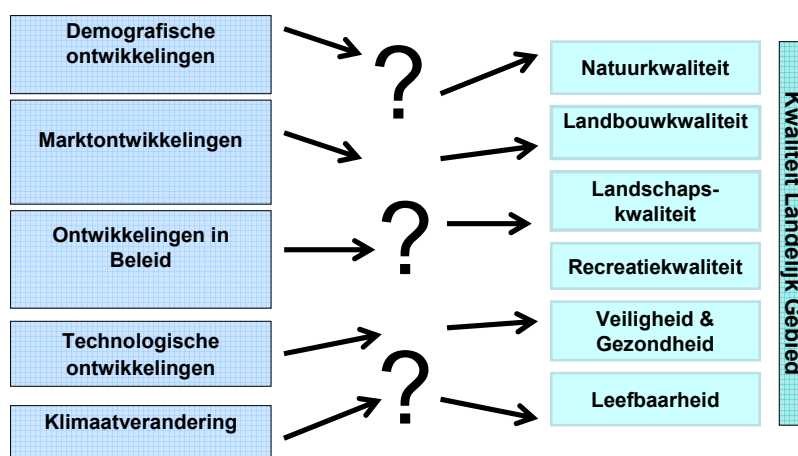 Demografische
ontwikkelingen
Marktontwikkelingen
Ontwikkelingen in
Beleid
Technologische
ontwikkelingen
Klimaatverandering
?
?
?
Natuurkwaliteit
Landbouwkwaliteit
Landschaps-
kwaliteit
Recreatiekwaliteit
Veiligheid &
Gezondheid
Leefbaarheid
Kwaliteit Landelijk Gebied